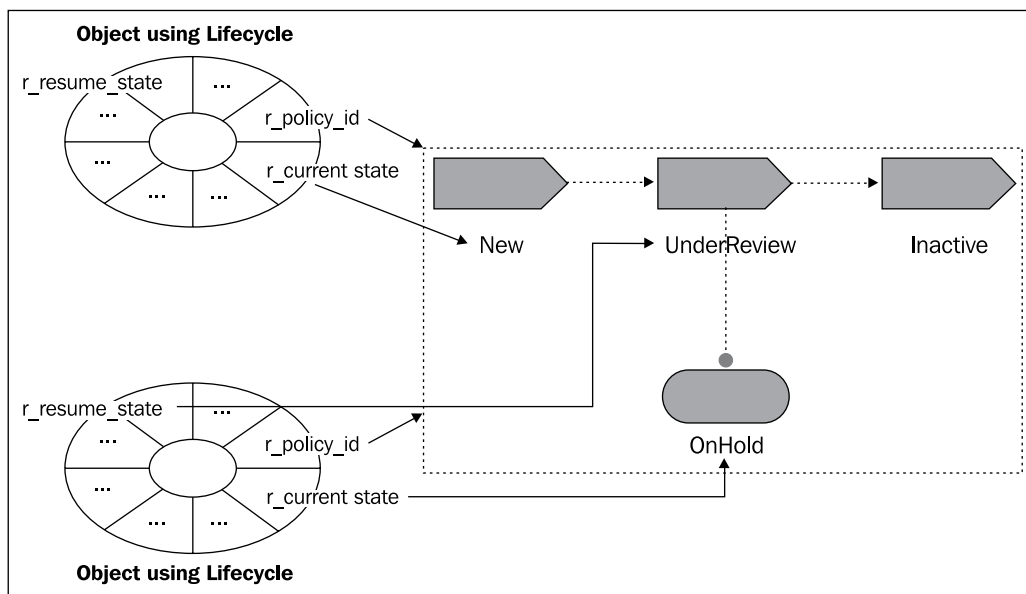 Object using Lifecycle
r_resume_state
...
...
r_policy_id
...
r_current state
...
...
...
New
UnderReview
Inactive
r_resume_state
...
...
r_policy_id
OnHold
...
r_current state
...
...
Object using Lifecycle